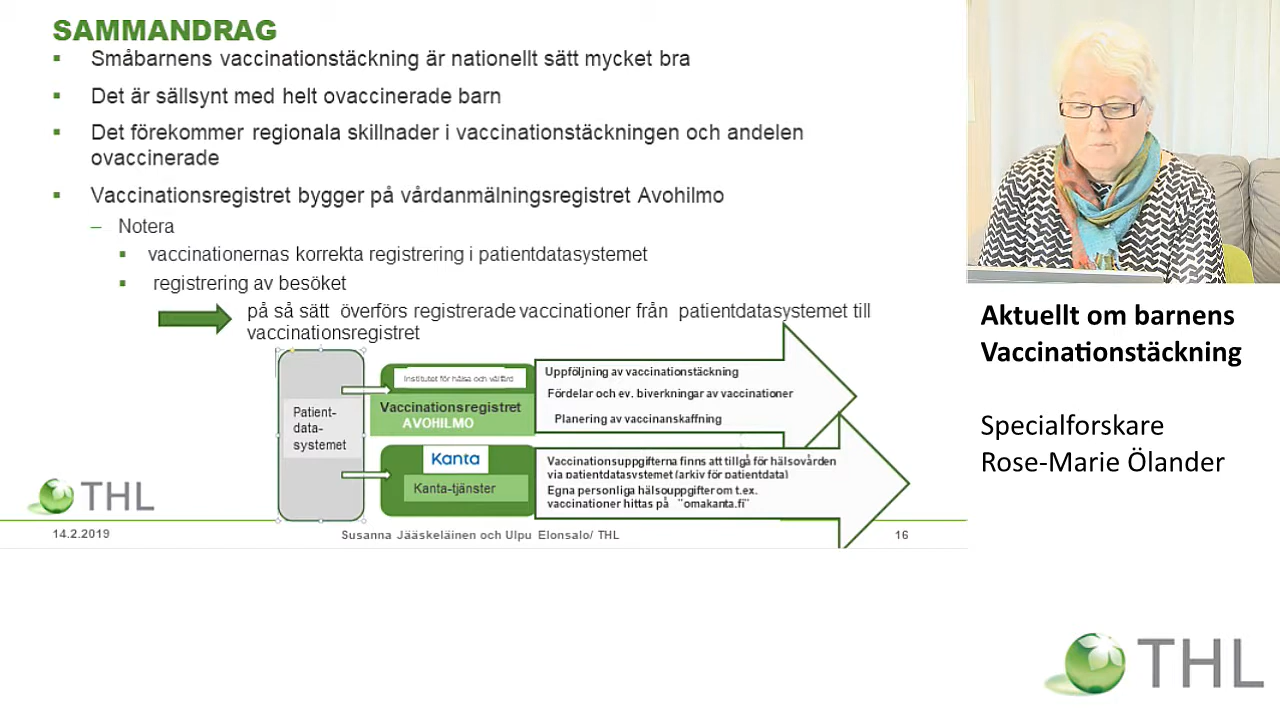 SAMMANDRAG
Småbarnens vaccinationstäckning är nationellt sätt mycket bra
Det är sällsynt med helt ovaccinerade barn
Det förekommer regionala skillnader i vaccinationstäckningen och andelen
ovaccinerade
Vaccinationsregistret bygger på vårdanmälningsregistret Avohilmo
– Notera
vaccinationernas korrekta registrering i patientdatasystemet
registrering av besöket
på så sätt överförs registrerade vaccinationer från patientdatasystemet till
vaccinationsregistret
Patient-
data-
systemet
Institutet för hälsa och välfärd
Vaccinationsregistret
AVOHILMO
Uppföljning av vaccinationstäckning
Fördelar och ev. biverkningar av vaccinationer
Planering av vaccinanskaffning
Kanta
Kanta-tjänster
Vaccinationsuppgifterna finns att tillgå för hälsovården
via patientdatasystemet (arkiv för patientdata)
Egna personliga hälsouppgifter om t.ex.
vaccinationer hittas på ¨omakanta.fi¨
THL
14.2.2019
Susanna Jääskeläinen och Ulpu Elonsalo/ THL
16
Aktuellt om barnens
Vaccinationstäckning
Specialforskare
Rose-Marie Ölander
THL